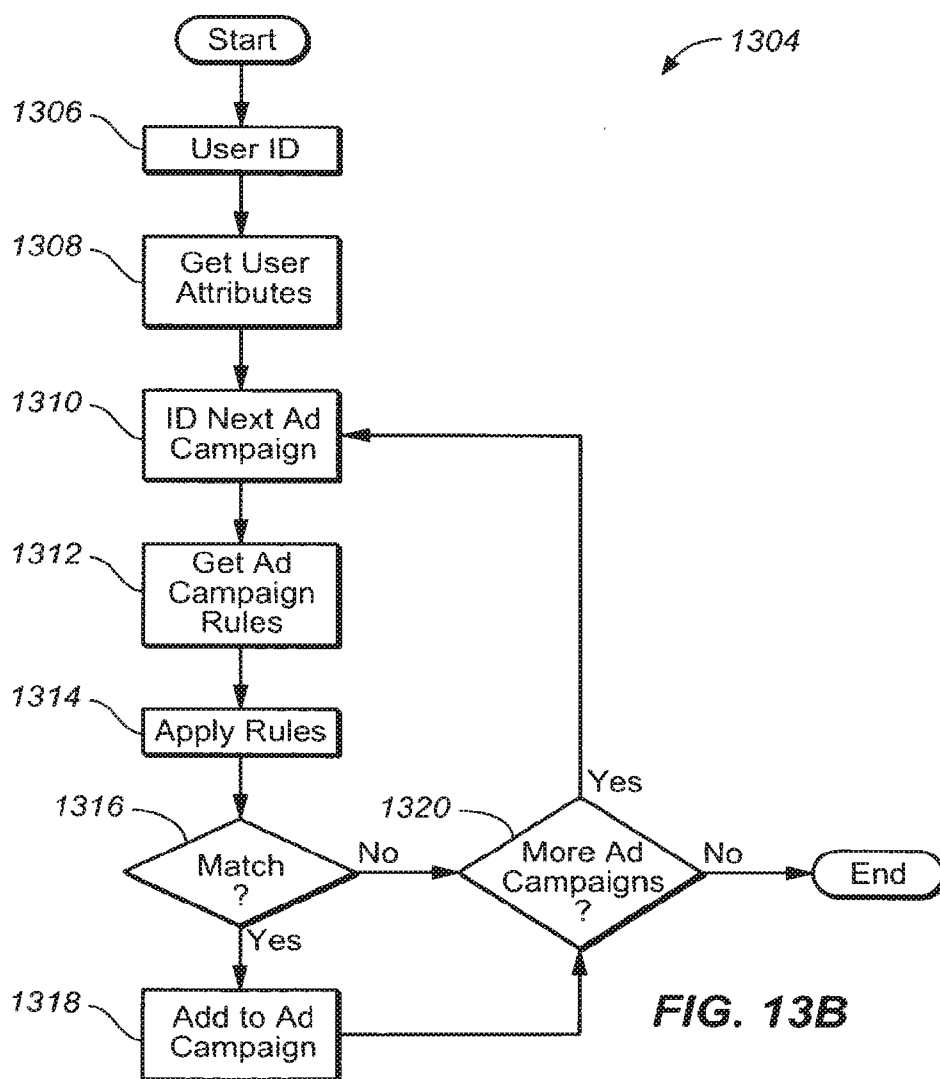 Start
1304
1306
User ID
1308
Get User
Attributes
1310
ID Next Ad
Campaign
1312
Get Ad
Campaign
Rules
1314
Apply Rules
1316
Match
?
No
Yes
1320
More Ad
Campaigns
?
Yes
No
End
1318
Add to Ad
Campaign
FIG. 13B